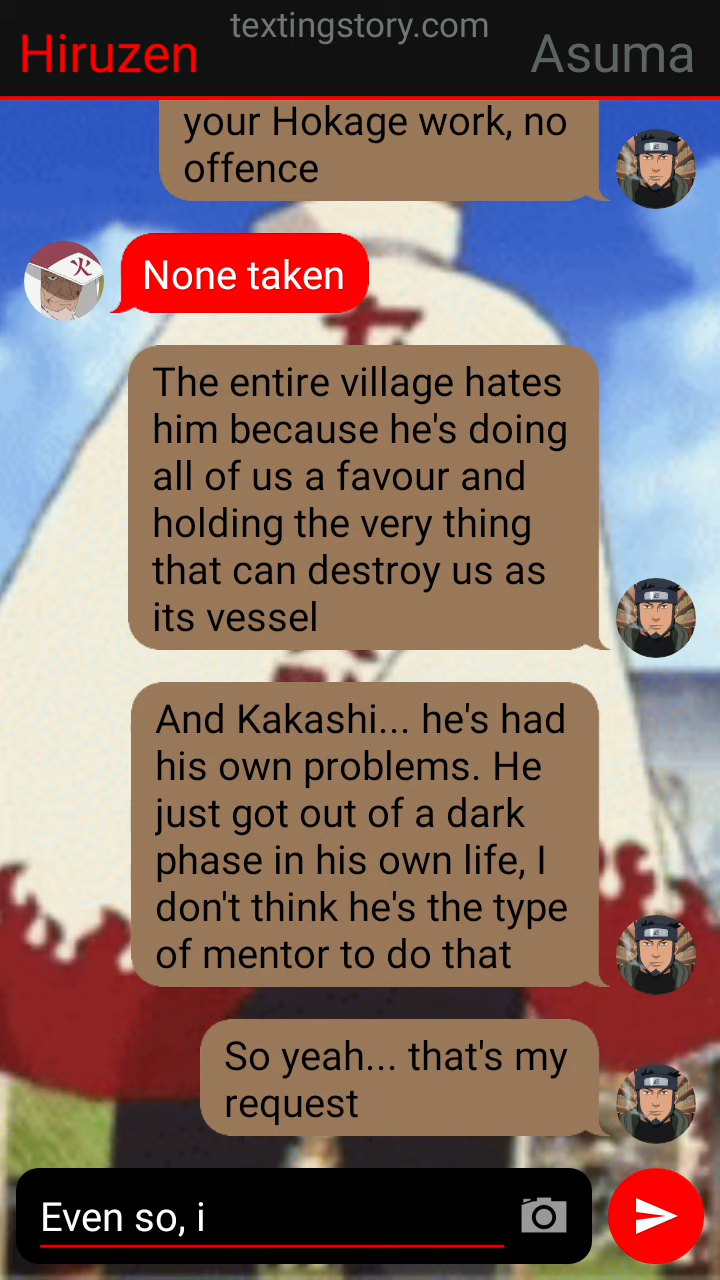 textingstory.com
Hiruzen
Asuma
your Hokage work, no
offence
火
None taken
The entire village hates
him because he's doing
all of us a favour and
holding the very thing
that can destroy us as
its vessel
And Kakashi... he's had
his own problems. He
just got out of a dark
phase in his own life, I
don't think he's the type
of mentor to do that
So yeah... that's my
request
Even so, i